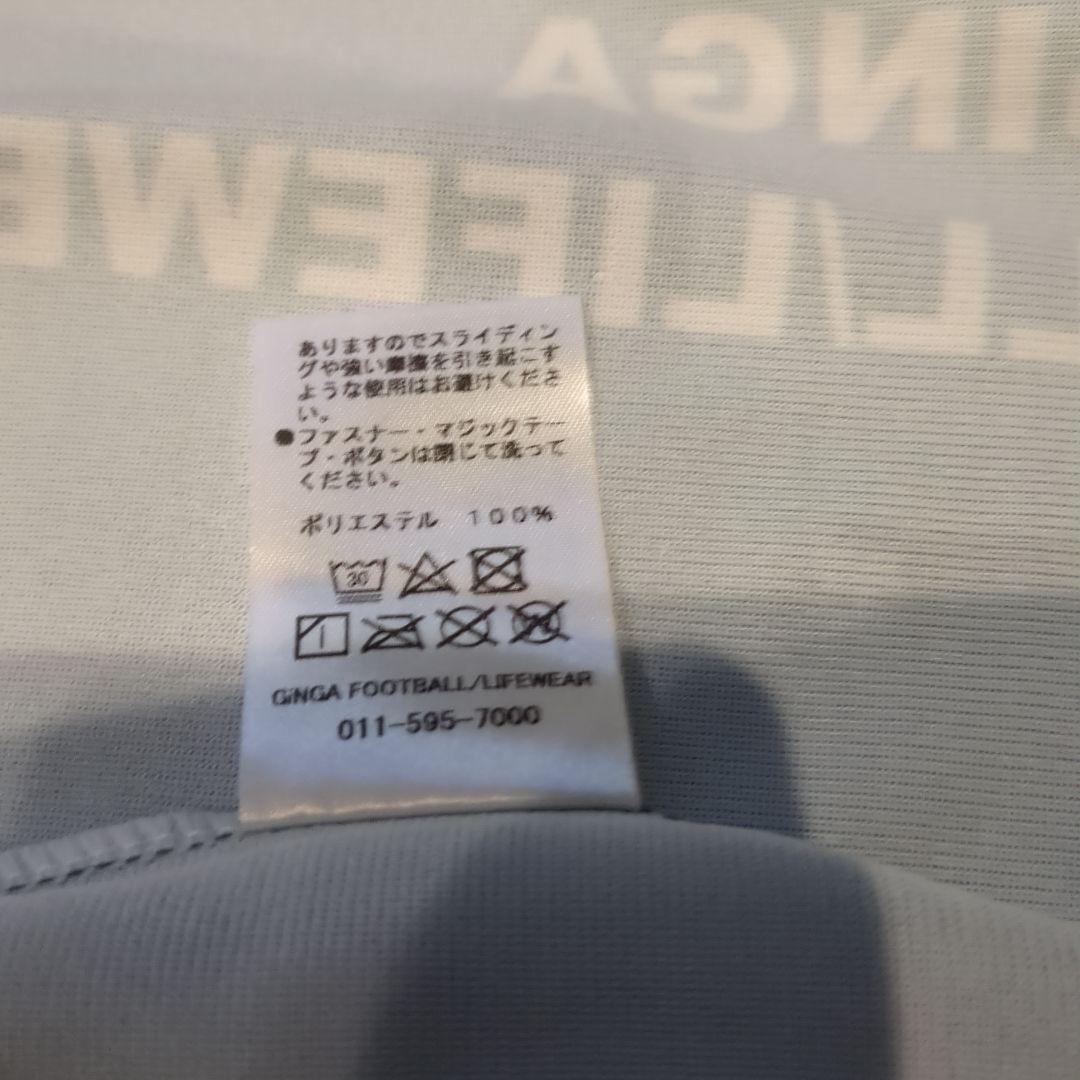 INGA
L/LIFEWE
ありますのでスライディン
グや強い摩擦を引き起こす
ような使用はお避けくださ
い。
●ファスナー・マジックテー
プ・ボタンは閉じて洗って
ください。
ポリエステル 100%
30
GiNGA FOOTBALL/LIFEWEAR
011-595-7000